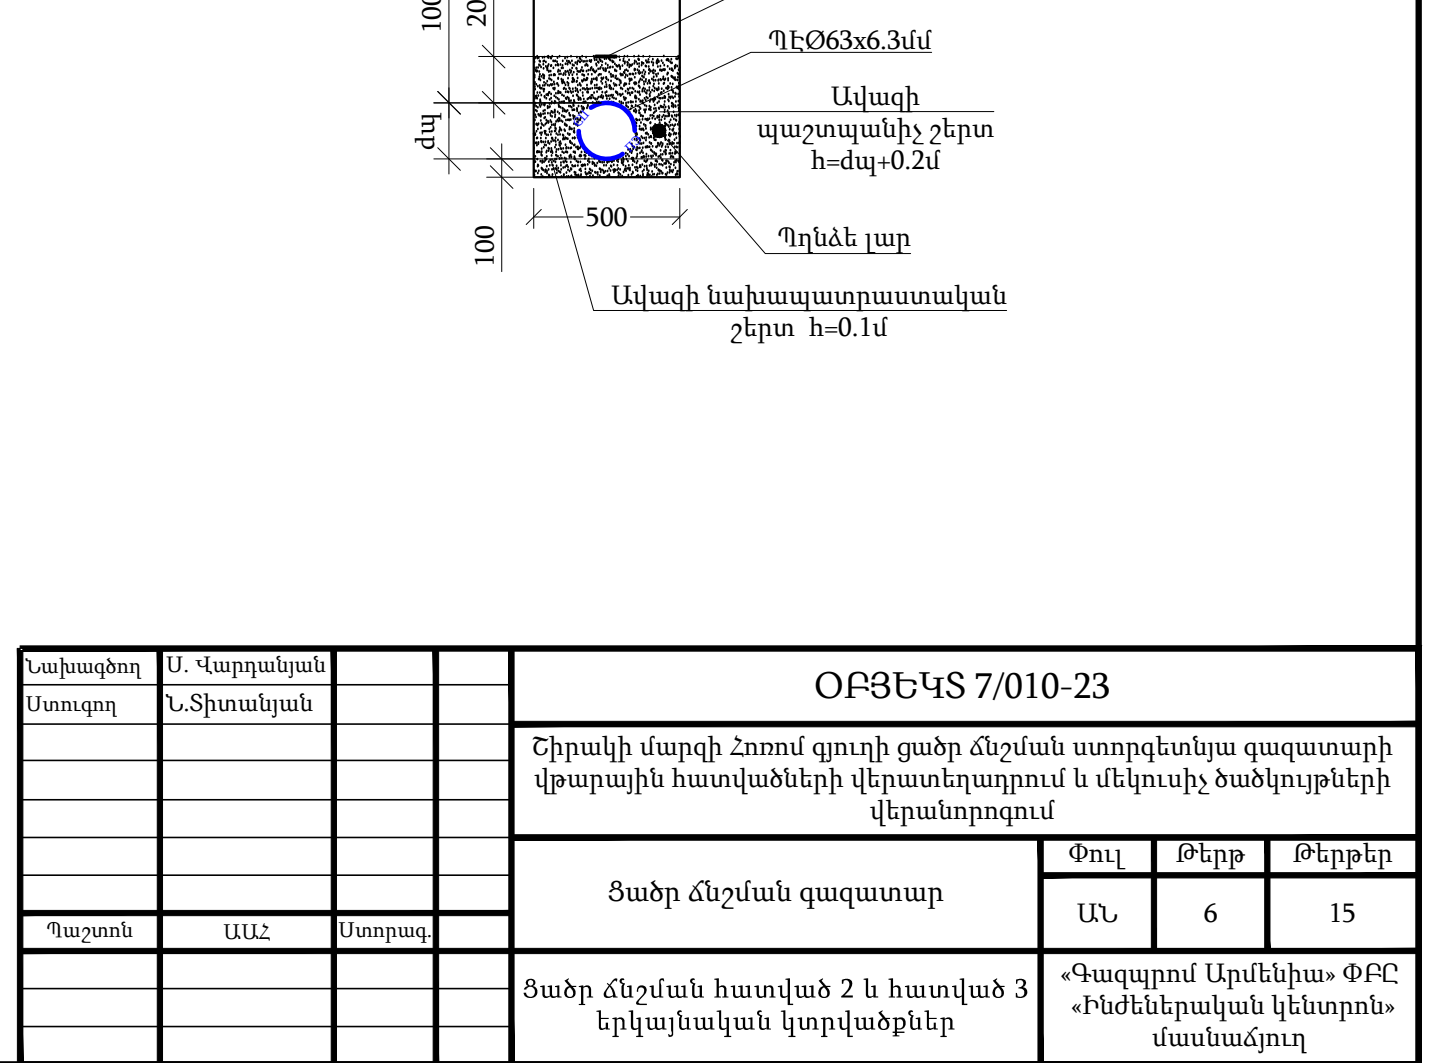 ՊԷØ63x6.3մմ
Ավազի
պաշտպանիչ շերտ
h=dպ+0.2մ
dպ
500
100
Պղնձե լար
Ավազի նախապատրաստական
շերտ h=0.1մ
Նախագծող Ս. Վարդանյան
Ստուգող Ն.Տիտանյան
ՕԲՅԵԿՏ 7/010-23
Շիրակի մարզի Հոռոմ գյուղի ցածր ճնշման ստորգետնյա գազատարի
վթարային հատվածների վերատեղադրում և մեկուսիչ ծածկույթների
վերանորոգում
Ցածր ճնշման գազատար
Փուլ Թերթ Թերթեր
ԱՆ 6 15
Պաշտոն ԱԱՀ Ստորագ.
Ցածր ճնշման հատված 2 և հատված 3
երկայնական կտրվածքներ
«Գազպրոմ Արմենիա» ՓԲԸ
«Ինժեներական կենտրոն»
մասնաճյուղ